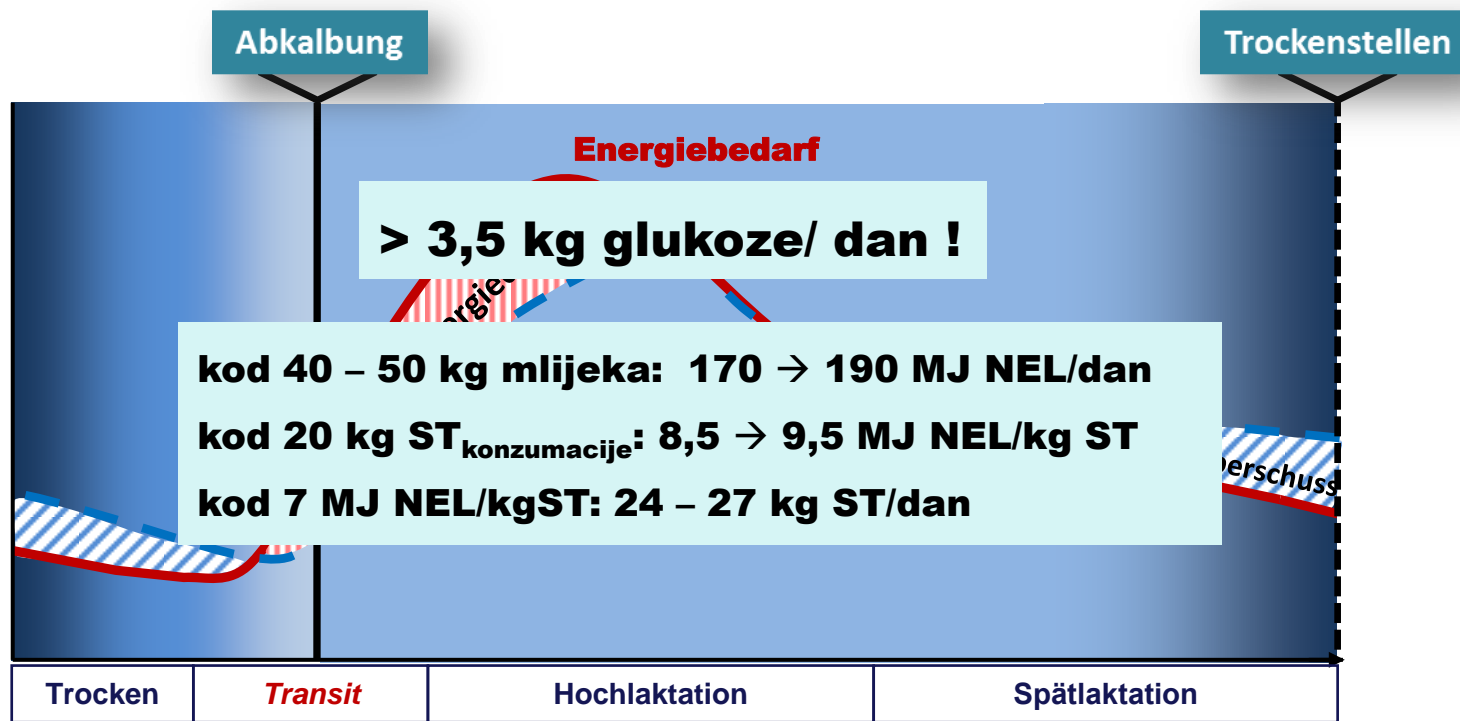 Abkalbung
Trockenstellen
Energiebedarf
> 3,5 kg glukoze/ dan !
kod 40 – 50 kg mlijeka: 170 → 190 MJ NEL/dan
kod 20 kg STkonzumacije: 8,5 → 9,5 MJ NEL/kg ST
kod 7 MJ NEL/kgST: 24 – 27 kg ST/dan
Trocken
Transit
Hochlaktation
Spätlaktation